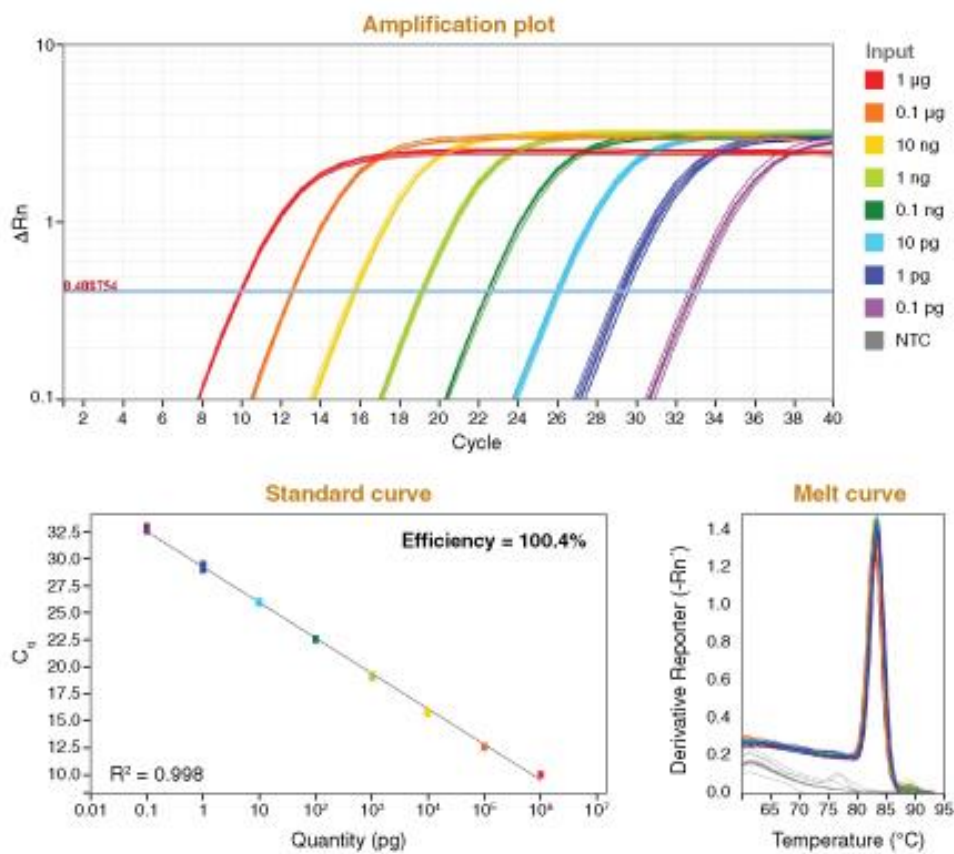 Amplification plot
10
1
0.1
ΔRn
2 4 6 8 10 12 14 16 18 20 22 24 26 28 30 32 34 36 38 40
Cycle
Input
1 µg
0.1 µg
10 ng
1 ng
0.1 ng
10 pg
1 pg
0.1 pg
NTC
Standard curve
Efficiency = 100.4%
32.5
30.0
27.5
25.0
22.5
20.0
17.5
15.0
12.5
10.0
Cq
R² = 0.998
0.01 0.1 1 10 10² 10³ 10⁴ 10⁵ 10⁶ 10⁷
Quantity (pg)
Melt curve
1.4
1.2
1.0
0.8
0.6
0.4
0.2
0.0
Derivative Reporter (-Rn')
65 70 75 80 85 90 95
Temperature (°C)